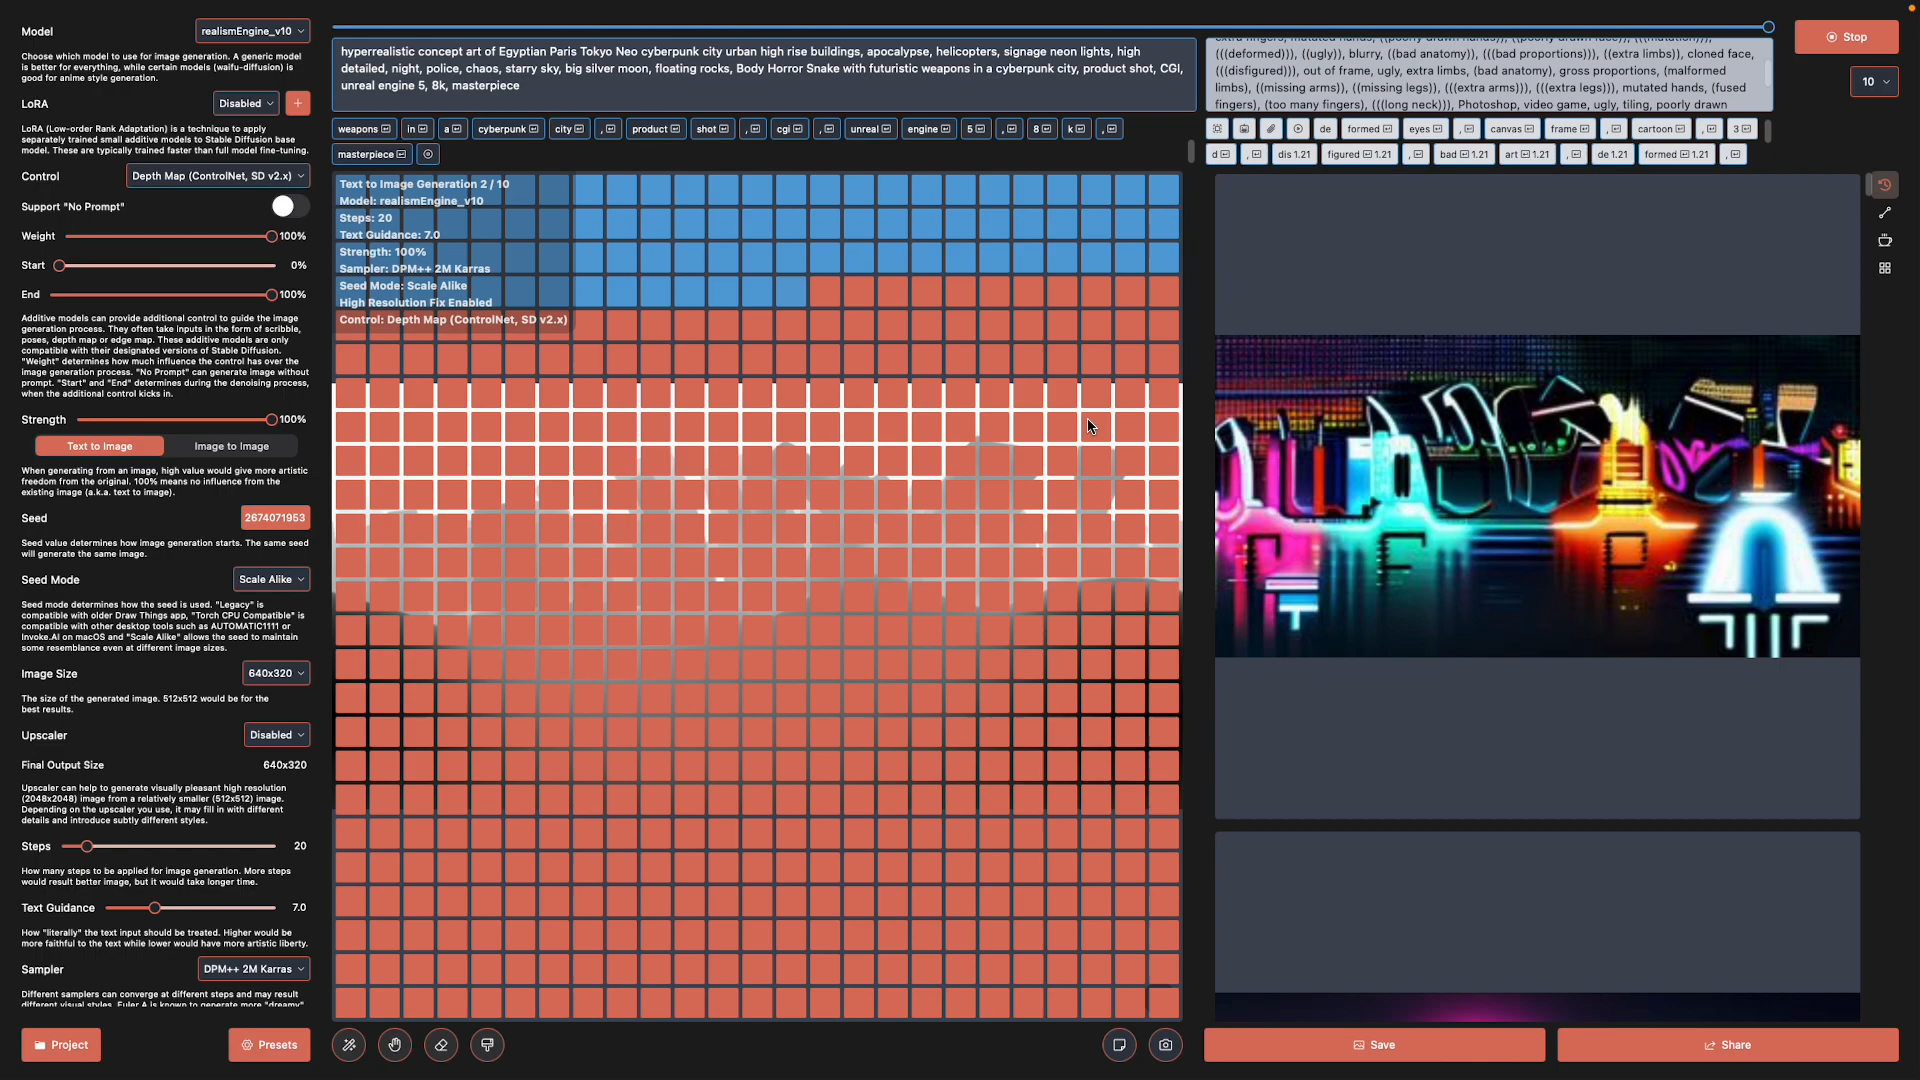 Model
realismEngine_v10
Choose which model to use for image generation. A generic model
is better for everything, while certain models (waifu-diffusion) is
good for anime style generation.
LoRA
Disabled
+
LoRA (Low-order Rank Adaptation) is a technique to apply
separately trained small additive models to Stable Diffusion base
model. These are typically trained faster than full model fine-tuning.
Control
Depth Map (ControlNet, SD v2.x)
Support "No Prompt"
Weight
100%
Start
0%
End
100%
Additive models can provide additional control to guide the image
generation process. They often take inputs in the form of scribble,
poses, depth map or edge map. These additive models are only
compatible with their designated versions of Stable Diffusion.
"Weight" determines how much influence the control has over the
image generation process. "No Prompt" can generate image without
prompt. "Start" and "End" determines during the denoising process,
when the additional control kicks in.
Strength
100%
Text to Image
Image to Image
When generating from an image, high value would give more artistic
freedom from the original. 100% means no influence from the
existing image (a.k.a. text to image).
Seed
2674071953
Seed value determines how image generation starts. The same seed
will generate the same image.
Seed Mode
Scale Alike
Seed mode determines how the seed is used. "Legacy" is
compatible with older Draw Things app, "Torch CPU Compatible" is
compatible with other desktop tools such as AUTOMATIC1111 or
Invoke.AI on macOS and "Scale Alike" allows the seed to maintain
some resemblance even at different image sizes.
Image Size
640x320
The size of the generated image. 512x512 would be for the
best results.
Upscaler
Disabled
Final Output Size
640x320
Upscaler can help to generate visually pleasant high resolution
(2048x2048) image from a relatively smaller (512x512) image.
Depending on the upscaler you use, it may fill in with different
details and introduce subtly different styles.
Steps
20
How many steps to be applied for image generation. More steps
would result better image, but it would take longer time.
Text Guidance
7.0
How "literally" the text input should be treated. Higher would be
more faithful to the text while lower would have more artistic liberty.
Sampler
DPM++ 2M Karras
Different samplers can converge at different steps and may result
different visual styles. Euler A is known to generate more "dreamy"
Project
Presets
hyperrealistic concept art of Egyptian Paris Tokyo Neo cyberpunk city urban high rise buildings, apocalypse, helicopters, signage neon lights, high
detailed, night, police, chaos, starry sky, big silver moon, floating rocks, Body Horror Snake with futuristic weapons in a cyberpunk city, product shot, CGI,
unreal engine 5, 8k, masterpiece
weapons in a cyberpunk city , product shot , cgi , unreal engine 5 , 8 k ,
masterpiece
Text to Image Generation 2 / 10
Model: realismEngine_v10
Steps: 20
Text Guidance: 7.0
Strength: 100%
Sampler: DPM++ 2M Karras
Seed Mode: Scale Alike
High Resolution Fix Enabled
Control: Depth Map (ControlNet, SD v2.x)
extra fingers, mutated hands, ((poorly drawn hands)), ((poorly drawn face)), (((mutation))),
(((deformed))), ((ugly)), blurry, ((bad anatomy)), (((bad proportions))), ((extra limbs)), cloned face,
(((disfigured))), out of frame, ugly, extra limbs, (bad anatomy), gross proportions, (malformed
limbs), ((missing arms)), ((missing legs)), (((extra arms))), (((extra legs))), mutated hands, (fused
fingers), (too many fingers), (((long neck))), Photoshop, video game, ugly, tiling, poorly drawn
de formed eyes , canvas frame , cartoon , 3
d , dis 1.21 figured 1.21 , bad 1.21 art 1.21 , de 1.21 formed 1.21 ,
Stop
10
Save
Share